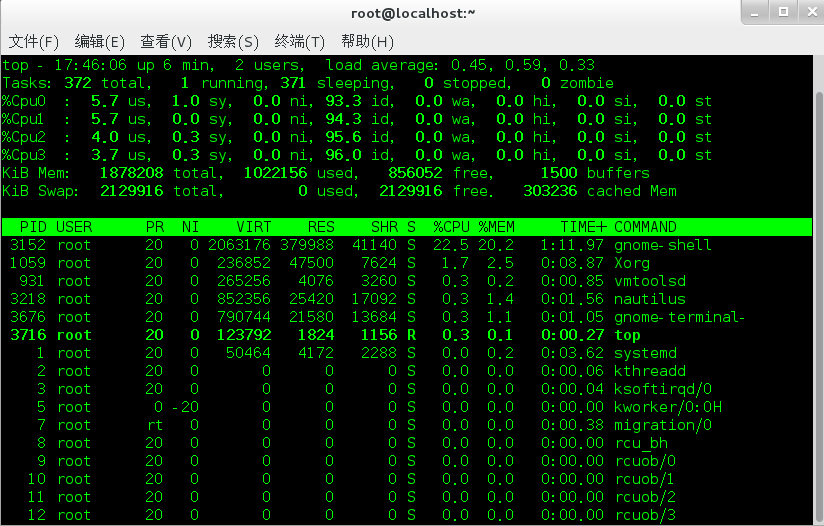 root@localhost:~
文件(F) 编辑(E) 查看(V) 搜索(S) 终端(T) 帮助(H)
top - 17:46:06 up 6 min,  2 users,  load average: 0.45, 0.59, 0.33
Tasks: 372 total,   1 running, 371 sleeping,   0 stopped,   0 zombie
%Cpu0  :  5.7 us,  1.0 sy,  0.0 ni, 93.3 id,  0.0 wa,  0.0 hi,  0.0 si,  0.0 st
%Cpu1  :  5.7 us,  0.0 sy,  0.0 ni, 94.3 id,  0.0 wa,  0.0 hi,  0.0 si,  0.0 st
%Cpu2  :  4.0 us,  0.3 sy,  0.0 ni, 95.6 id,  0.0 wa,  0.0 hi,  0.0 si,  0.0 st
%Cpu3  :  3.7 us,  0.3 sy,  0.0 ni, 96.0 id,  0.0 wa,  0.0 hi,  0.0 si,  0.0 st
KiB Mem:   1878208 total,  1022156 used,   856052 free,     1500 buffers
KiB Swap:  2129916 total,        0 used,  2129916 free.   303236 cached Mem
  PID USER      PR  NI    VIRT    RES    SHR S  %CPU %MEM     TIME+ COMMAND
 3152 root      20   0 2063176 379988  41140 S  22.5 20.2   1:11.97 gnome-shell
 1059 root      20   0  236852  47500   7624 S   1.7  2.5   0:08.87 Xorg
  931 root      20   0  265256   4076   3260 S   0.3  0.2   0:00.85 vmtoolsd
 3218 root      20   0  852356  25420  17092 S   0.3  1.4   0:01.56 nautilus
 3676 root      20   0  790744  21580  13684 S   0.3  1.1   0:01.05 gnome-terminal-
 3716 root      20   0  123792   1824   1156 R   0.3  0.1   0:00.27 top
    1 root      20   0   50464   4172   2288 S   0.0  0.2   0:03.62 systemd
    2 root      20   0       0      0      0 S   0.0  0.0   0:00.06 kthreadd
    3 root      20   0       0      0      0 S   0.0  0.0   0:00.04 ksoftirqd/0
    5 root       0 -20       0      0      0 S   0.0  0.0   0:00.00 kworker/0:0H
    7 root      rt   0       0      0      0 S   0.0  0.0   0:00.38 migration/0
    8 root      20   0       0      0      0 S   0.0  0.0   0:00.00 rcu_bh
    9 root      20   0       0      0      0 S   0.0  0.0   0:00.00 rcuob/0
   10 root      20   0       0      0      0 S   0.0  0.0   0:00.00 rcuob/1
   11 root      20   0       0      0      0 S   0.0  0.0   0:00.00 rcuob/2
   12 root      20   0       0      0      0 S   0.0  0.0   0:00.00 rcuob/3